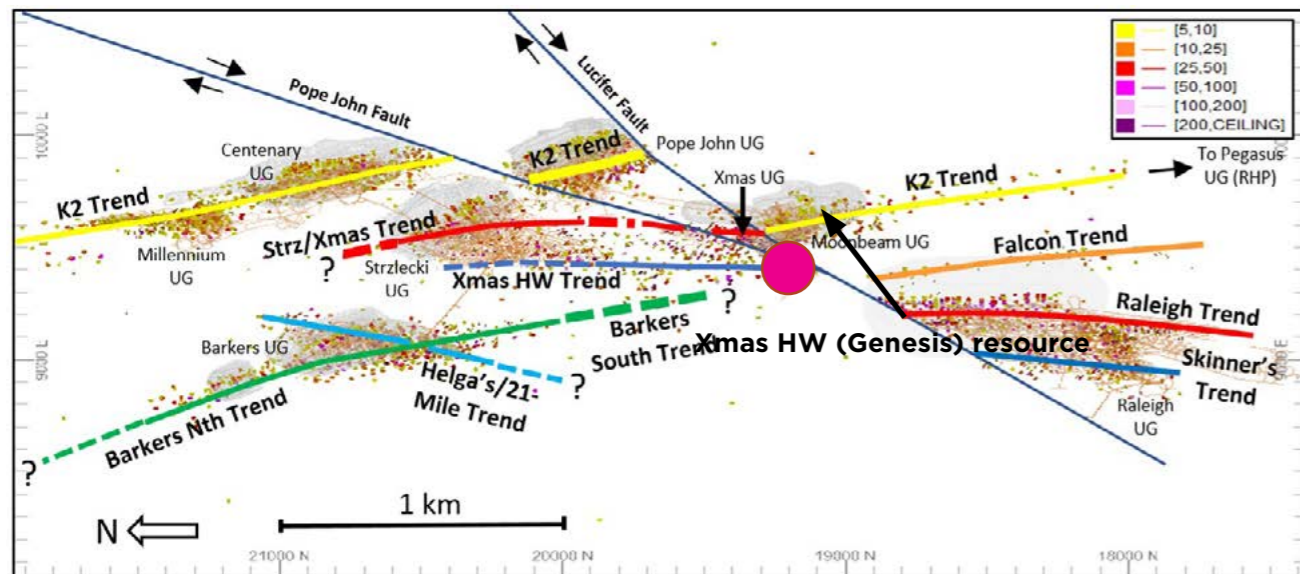 [5,10]
[10,25]
[25,50]
[50,100]
[100,200]
[200,CEILING]
Pope John Fault
Lucifer Fault
10000 L
Centenary
UG
K2 Trend
Pope John UG
Xmas UG
K2 Trend
To Pegasus
UG (RHP)
K2 Trend
Millennium
UG
Strz/Xmas Trend
?
Strzlecki
UG
Xmas HW Trend
Moonbeam UG
Falcon Trend
Raleigh Trend
?
Barkers
South Trend
Xmas HW (Genesis) resource
Barkers UG
Helga's/21-
Mile Trend
?
Skinner's
Trend
Raleigh
UG
Barkers Nth Trend
?
1 km
N
21000 N
20000 N
19000 N
18000 N